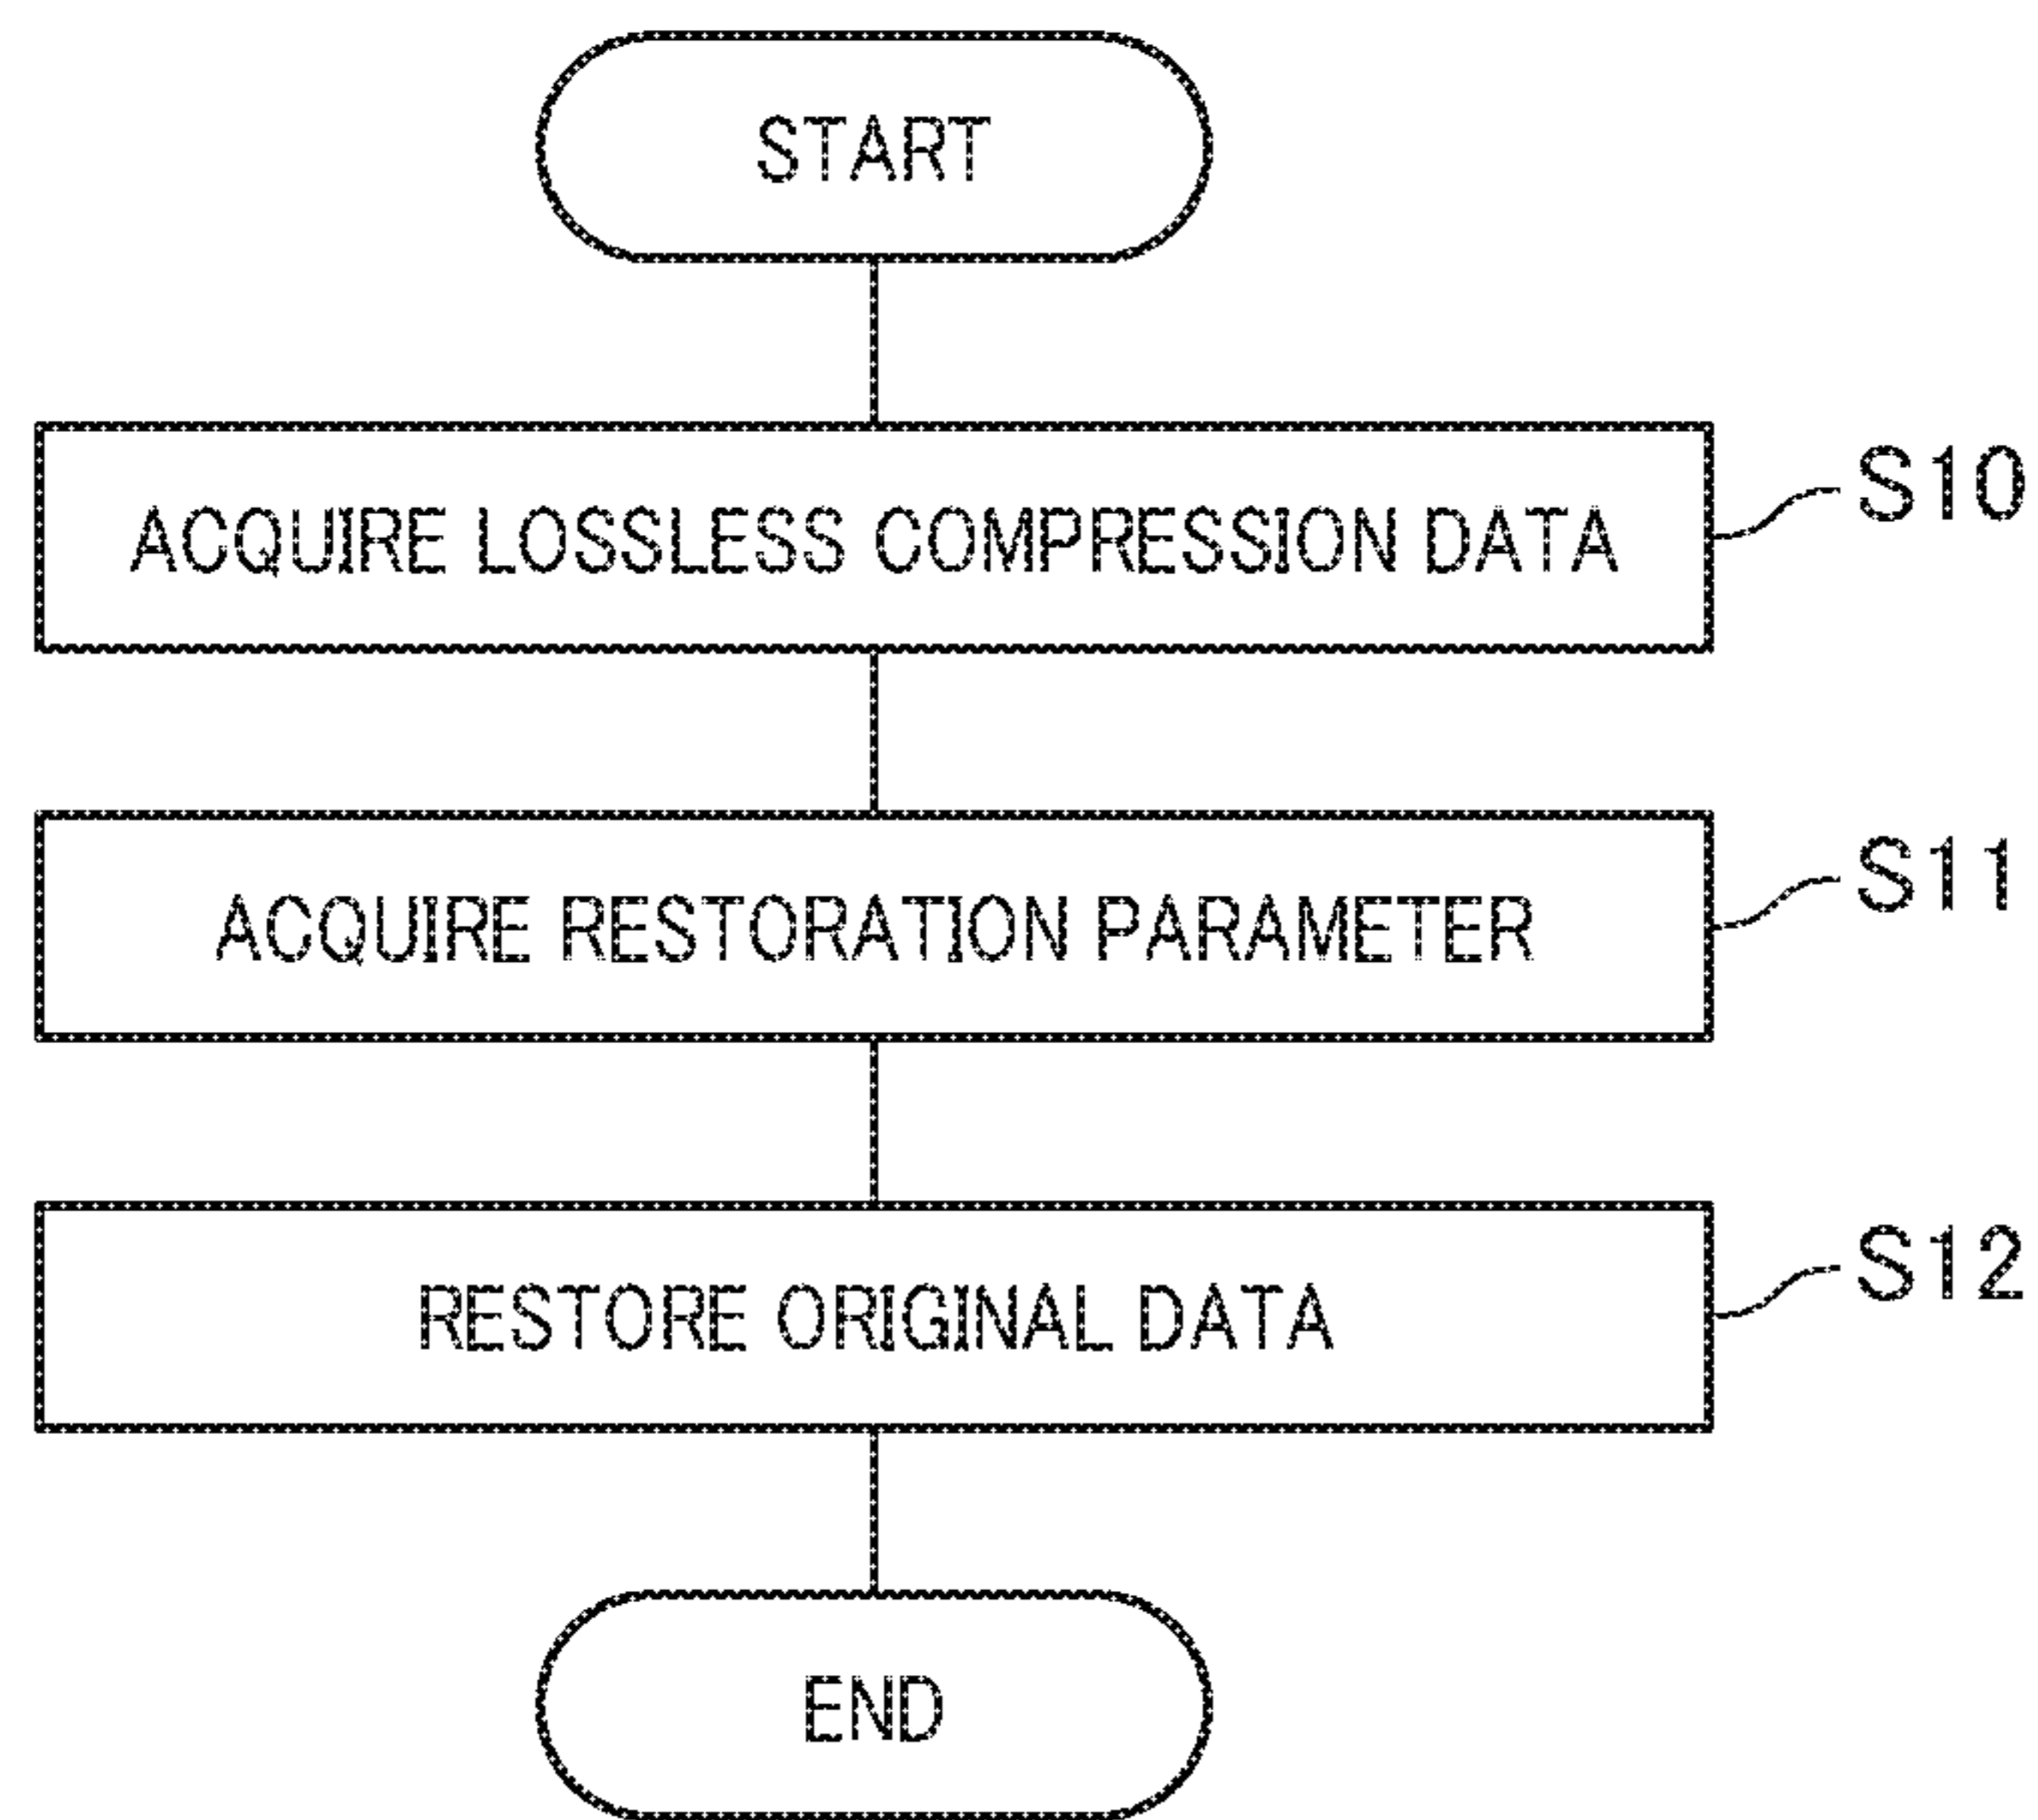 START
ACQUIRE LOSSLESS COMPRESSION DATA
S10
ACQUIRE RESTORATION PARAMETER
S11
RESTORE ORIGINAL DATA
S12
END